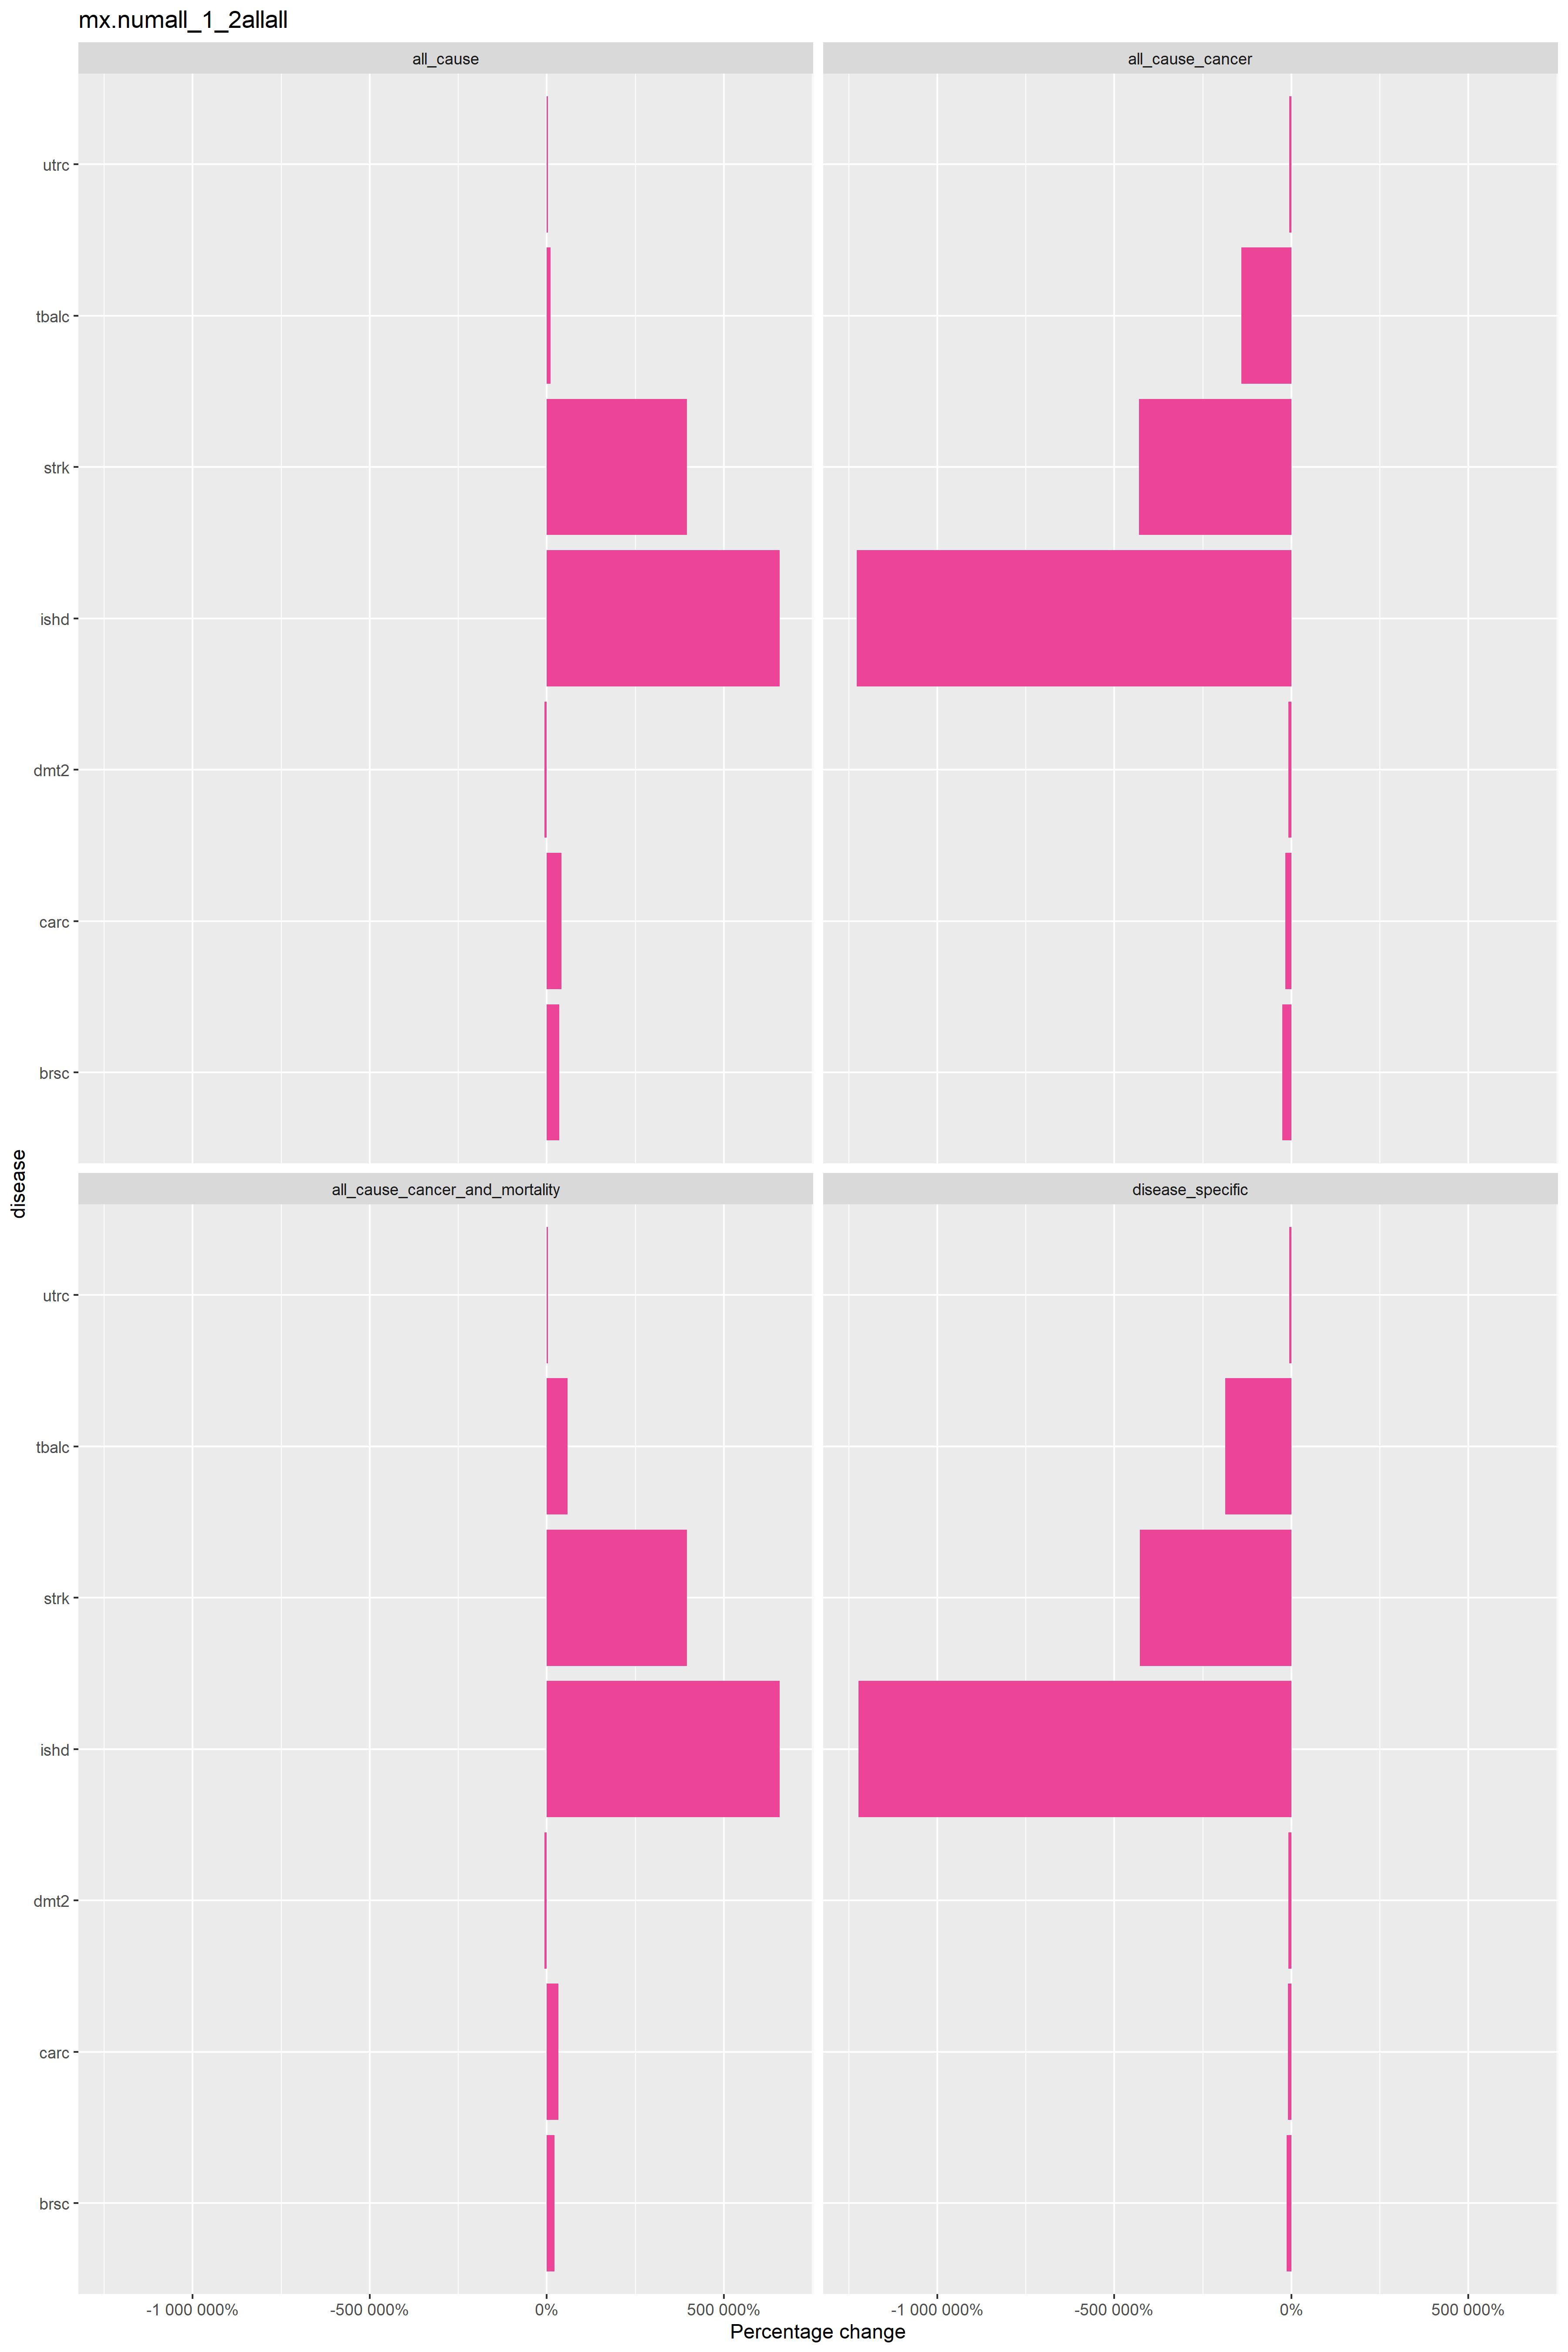 mx.numall_1_2allall
all_cause
all_cause_cancer
utrc
tbalc
strk
ishd
dmt2
carc
brsc
disease
all_cause_cancer_and_mortality
disease_specific
utrc
tbalc
strk
ishd
dmt2
carc
brsc
-1 000 000% -500 000% 0% 500 000% -1 000 000% -500 000% 0% 500 000%
Percentage change